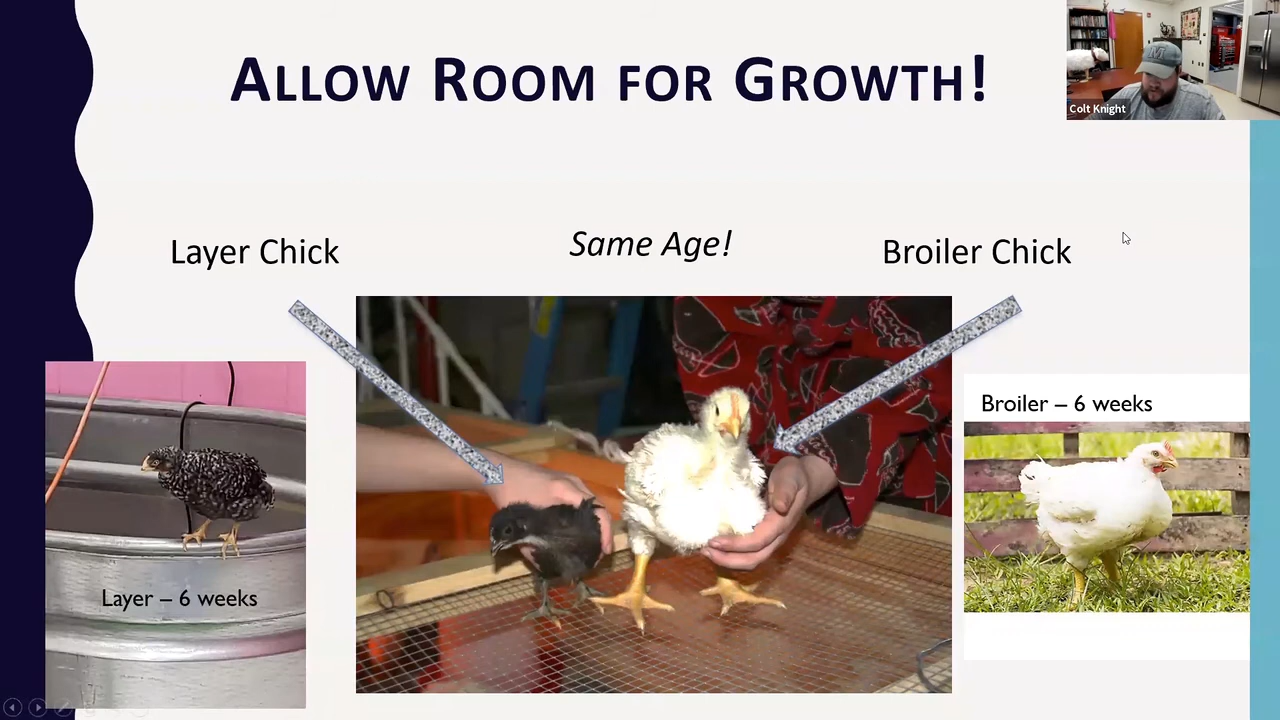 ALLOW ROOM FOR GROWTH!
Colt Knight
Layer Chick
Same Age!
Broiler Chick
Broiler – 6 weeks
Layer – 6 weeks